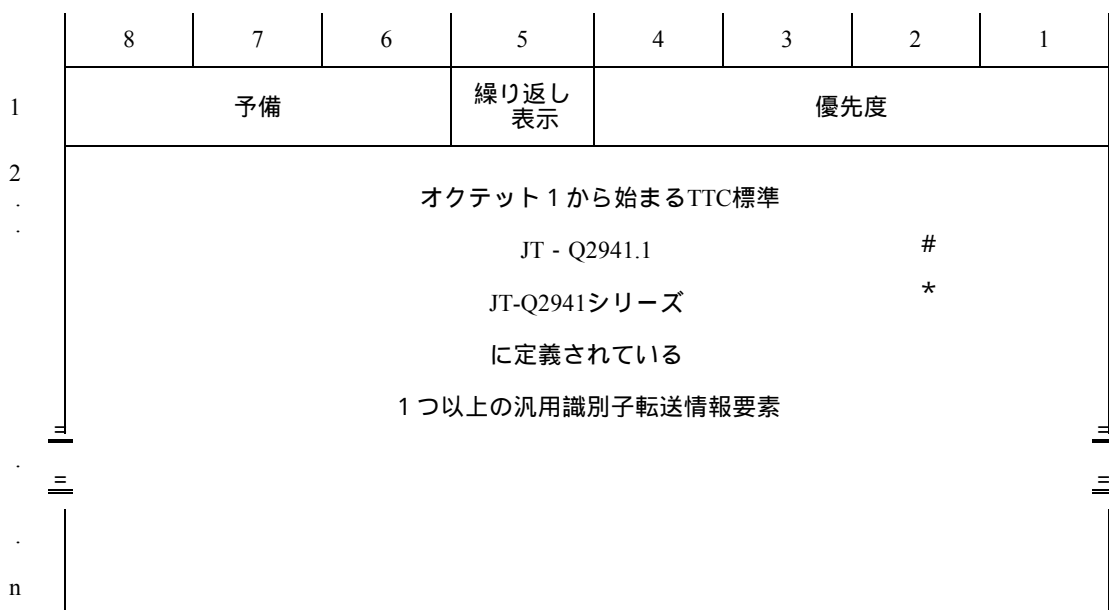 8 7 6 5 4 3 2 1
1 予備 繰り返し 優先度
表示
2
.
オクテット１から始まるTTC標準
.
JT - Q2941.1 #
JT-Q2941シリーズ *
に定義されている
１つ以上の汎用識別子転送情報要素
.
.
n